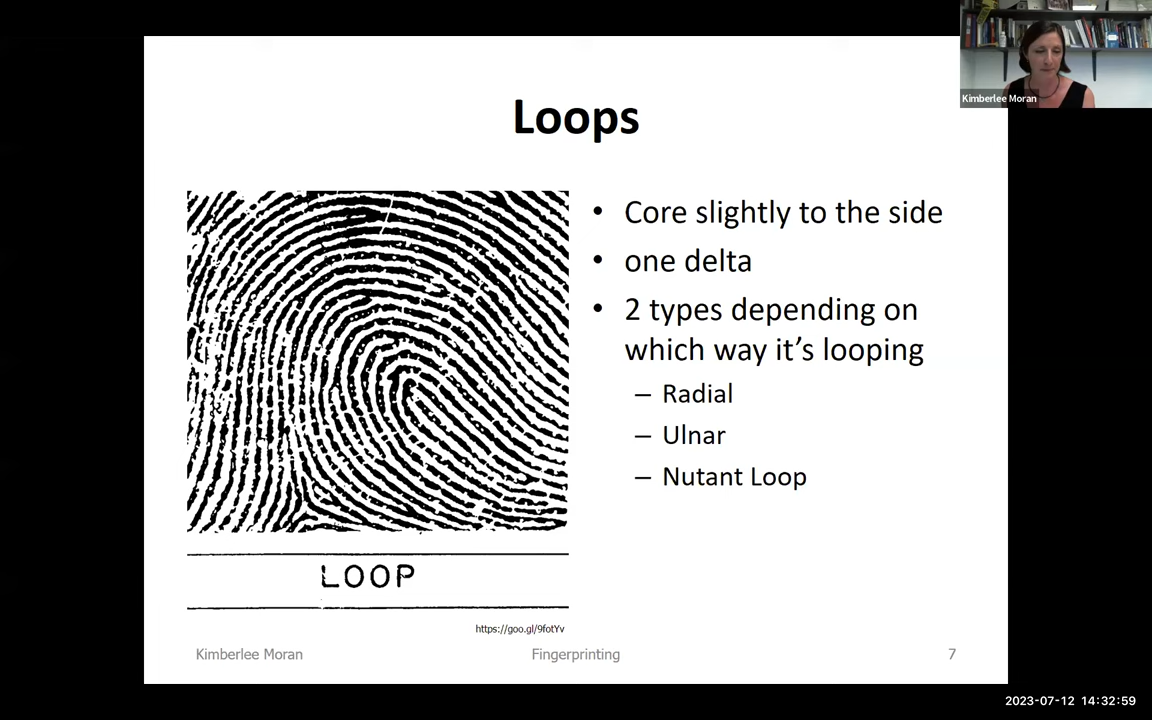 Kimberlee Moran
Loops
• Core slightly to the side
• one delta
• 2 types depending on
which way it's looping
– Radial
– Ulnar
– Nutant Loop
LOOP
https://goo.gl/9fotYv
Kimberlee Moran
Fingerprinting
7
2023-07-12 14:32:59